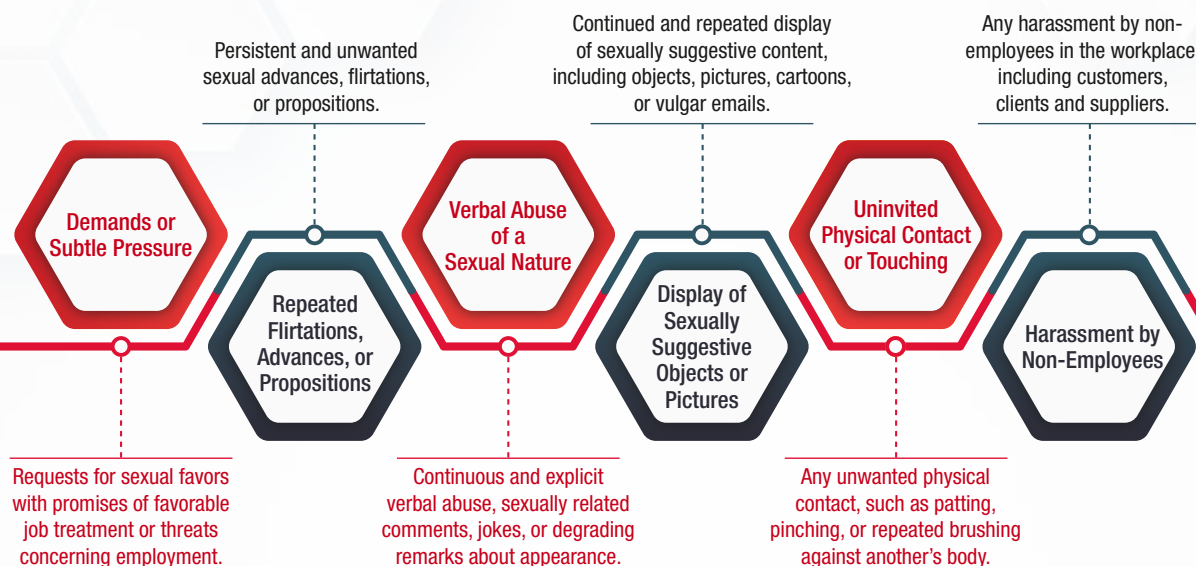 Persistent and unwanted
sexual advances, flirtations,
or propositions.
Continued and repeated display
of sexually suggestive content,
including objects, pictures, cartoons,
or vulgar emails.
Any harassment by non-
employees in the workplace
including customers,
clients and suppliers.
Demands or
Subtle Pressure
Repeated
Flirtations,
Advances, or
Propositions
Verbal Abuse
of a
Sexual Nature
Display of
Sexually
Suggestive
Objects or
Pictures
Uninvited
Physical Contact
or Touching
Harassment by
Non-Employees
Requests for sexual favors
with promises of favorable
job treatment or threats
concerning employment.
Continuous and explicit
verbal abuse, sexually related
comments, jokes, or degrading
remarks about appearance.
Any unwanted physical
contact, such as patting,
pinching, or repeated brushing
against another’s body.